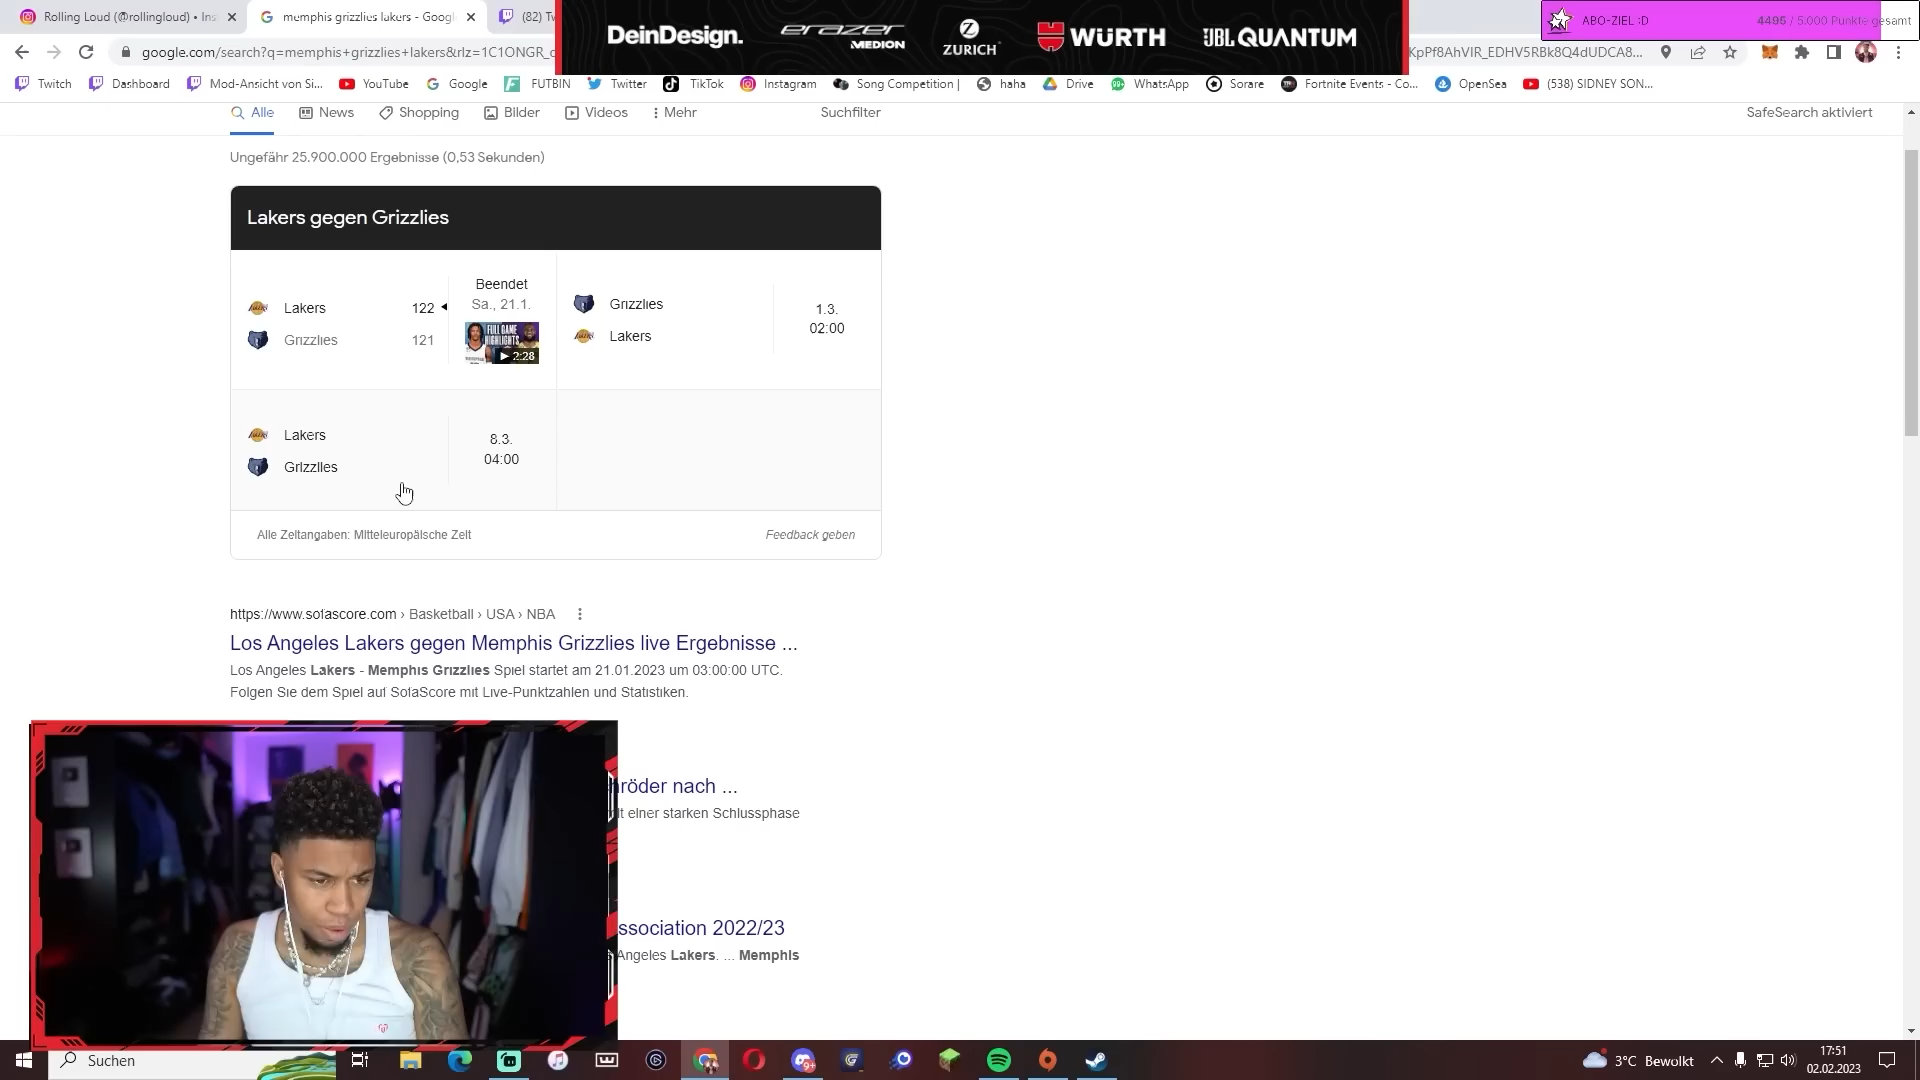 Rolling Loud (@rollingloud) • Ins
memphis grizzlies lakers - Googl
(82) Tw
DeinDesign.
erazer
MEDION
ZURICH
WÜRTH
JBL QUANTUM
ABO-ZIEL :D
4495 / 5.000 Punkte gesamt
google.com/search?q=memphis+grizzlies+lakers&rlz=1C1ONGR_
KpPf8AhVIR_EDHV5RBk8Q4dUDCA8...
Twitch
Dashboard
Mod-Ansicht von Si...
YouTube
Google
FUTBIN
Twitter
TikTok
Instagram
Song Competition |
haha
Drive
WhatsApp
Sorare
Fortnite Events - Co...
OpenSea
(538) SIDNEY SON...
Alle
News
Shopping
Bilder
Videos
Mehr
Suchfilter
SafeSearch aktiviert
Ungefähr 25.900.000 Ergebnisse (0,53 Sekunden)
Lakers gegen Grizzlies
Lakers 122
Grizzlies 121
Beendet
Sa., 21.1.
FULL GAME
HIGHLIGHTS
2:28
Grizzlies
Lakers
1.3.
02:00
Lakers
Grizzlies
8.3.
04:00
Alle Zeitangaben: Mitteleuropäische Zeit
Feedback geben
https://www.sofascore.com › Basketball › USA › NBA
Los Angeles Lakers gegen Memphis Grizzlies live Ergebnisse ...
Los Angeles Lakers - Memphis Grizzlies Spiel startet am 21.01.2023 um 03:00:00 UTC.
Folgen Sie dem Spiel auf SofaScore mit Live-Punktzahlen und Statistiken.
hröder nach ...
it einer starken Schlussphase
ssociation 2022/23
s Angeles Lakers. ... Memphis
Suchen
9+
3°C Bewolkt
17:51
02.02.2023